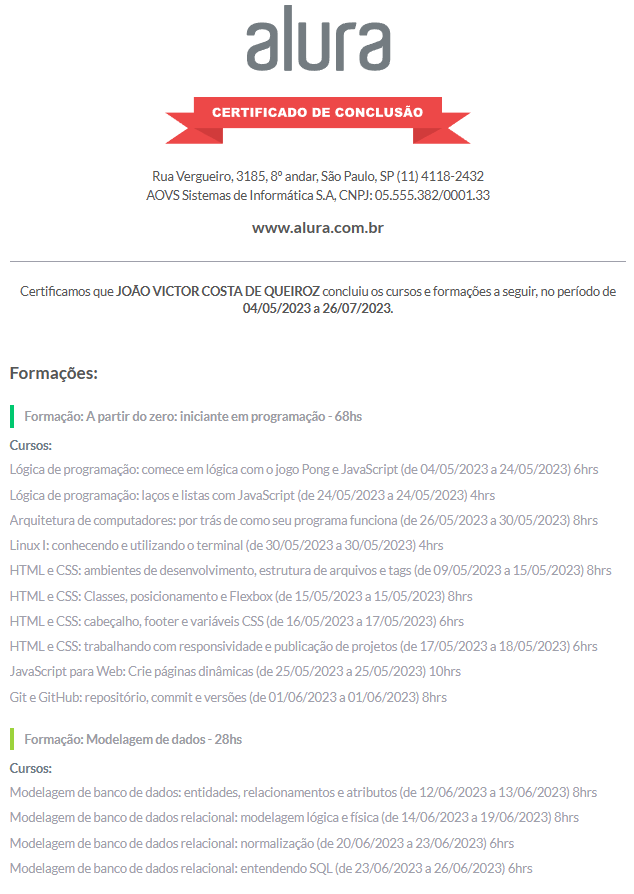 alura
CERTIFICADO DE CONCLUSÃO
Rua Vergueiro, 3185, 8º andar, São Paulo, SP (11) 4118-2432
AOVS Sistemas de Informática S.A, CNPJ: 05.555.382/0001.33
www.alura.com.br
Certificamos que JOÃO VICTOR COSTA DE QUEIROZ concluiu os cursos e formações a seguir, no período de
04/05/2023 a 26/07/2023.
Formações:
Formação: A partir do zero: iniciante em programação - 68hs
Cursos:
Lógica de programação: comece em lógica com o jogo Pong e JavaScript (de 04/05/2023 a 24/05/2023) 6hrs
Lógica de programação: laços e listas com JavaScript (de 24/05/2023 a 24/05/2023) 4hrs
Arquitetura de computadores: por trás de como seu programa funciona (de 26/05/2023 a 30/05/2023) 8hrs
Linux I: conhecendo e utilizando o terminal (de 30/05/2023 a 30/05/2023) 4hrs
HTML e CSS: ambientes de desenvolvimento, estrutura de arquivos e tags (de 09/05/2023 a 15/05/2023) 8hrs
HTML e CSS: Classes, posicionamento e Flexbox (de 15/05/2023 a 15/05/2023) 8hrs
HTML e CSS: cabeçalho, footer e variáveis CSS (de 16/05/2023 a 17/05/2023) 6hrs
HTML e CSS: trabalhando com responsividade e publicação de projetos (de 17/05/2023 a 18/05/2023) 6hrs
JavaScript para Web: Crie páginas dinâmicas (de 25/05/2023 a 25/05/2023) 10hrs
Git e GitHub: repositório, commit e versões (de 01/06/2023 a 01/06/2023) 8hrs
Formação: Modelagem de dados - 28hs
Cursos:
Modelagem de banco de dados: entidades, relacionamentos e atributos (de 12/06/2023 a 13/06/2023) 8hrs
Modelagem de banco de dados relacional: modelagem lógica e física (de 14/06/2023 a 19/06/2023) 8hrs
Modelagem de banco de dados relacional: normalização (de 20/06/2023 a 23/06/2023) 6hrs
Modelagem de banco de dados relacional: entendendo SQL (de 23/06/2023 a 26/06/2023) 6hrs